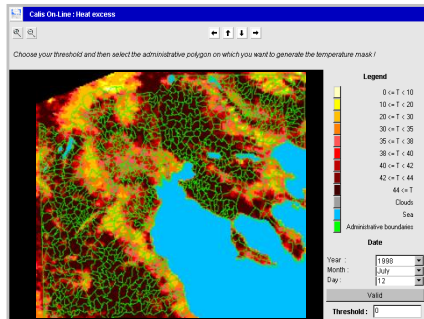 Calis On-Line : Heat excess
Choose your threshold and then select the administrative polygon on which you want to generate the temperature mask !
Legend
0 <= T < 10
10 <= T < 20
20 <= T < 30
30 <= T < 35
35 <= T < 38
38 <= T < 40
40 <= T < 42
42 <= T < 44
44 <= T
Clouds
Sea
Administrative boundaries
Date
Year : 1998
Month : July
Day : 12
Valid
Threshold : 0